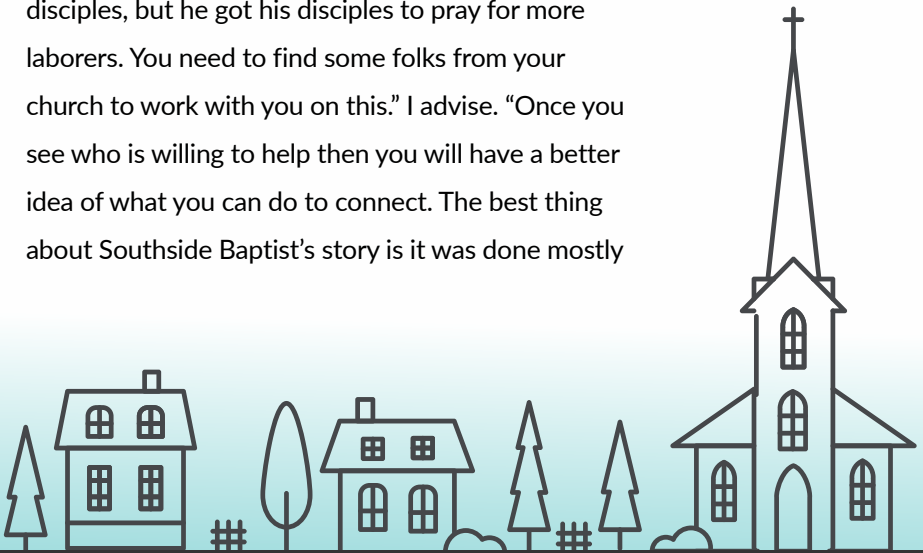 disciples, but he got his disciples to pray for more
laborers. You need to find some folks from your
church to work with you on this.” I advise. “Once you
see who is willing to help then you will have a better
idea of what you can do to connect. The best thing
about Southside Baptist’s story is it was done mostly